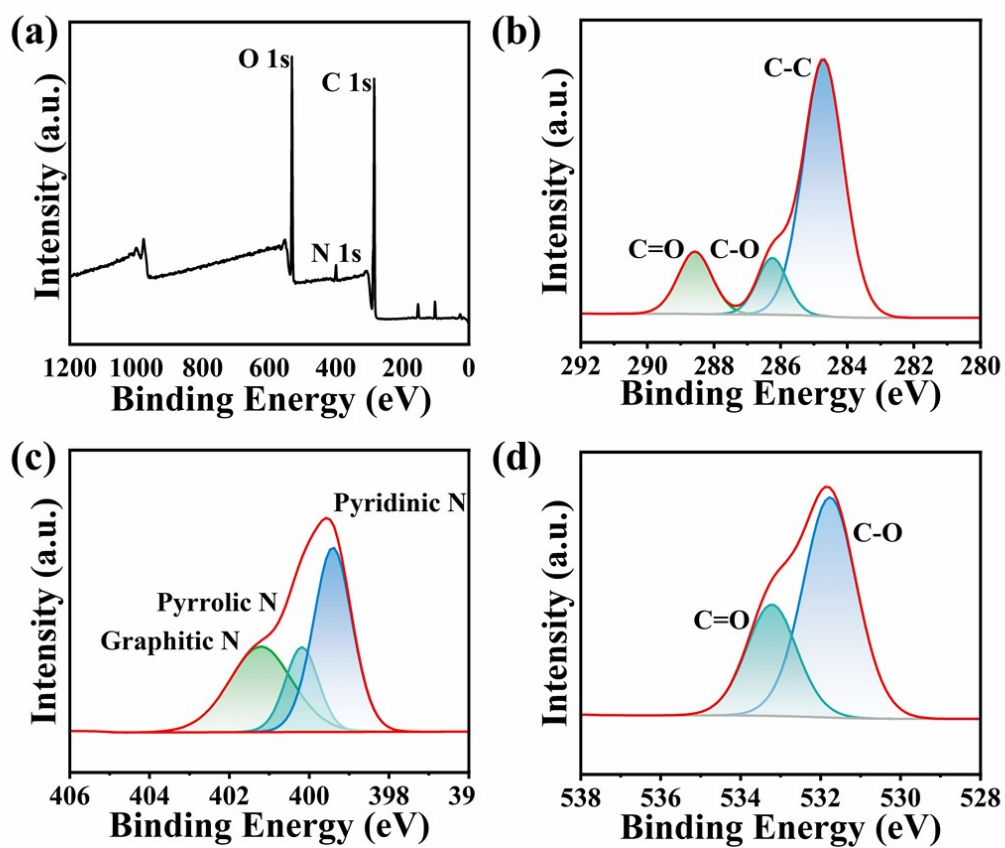 (a)
O 1s
C 1s
N 1s
Intensity (a.u.)
1200 1000 800 600 400 200 0
Binding Energy (eV)
(b)
C-C
C=O
C-O
Intensity (a.u.)
292 290 288 286 284 282 280
Binding Energy (eV)
(c)
Pyridinic N
Pyrrolic N
Graphitic N
Intensity (a.u.)
406 404 402 400 398 39
Binding Energy (eV)
(d)
C-O
C=O
Intensity (a.u.)
538 536 534 532 530 528
Binding Energy (eV)